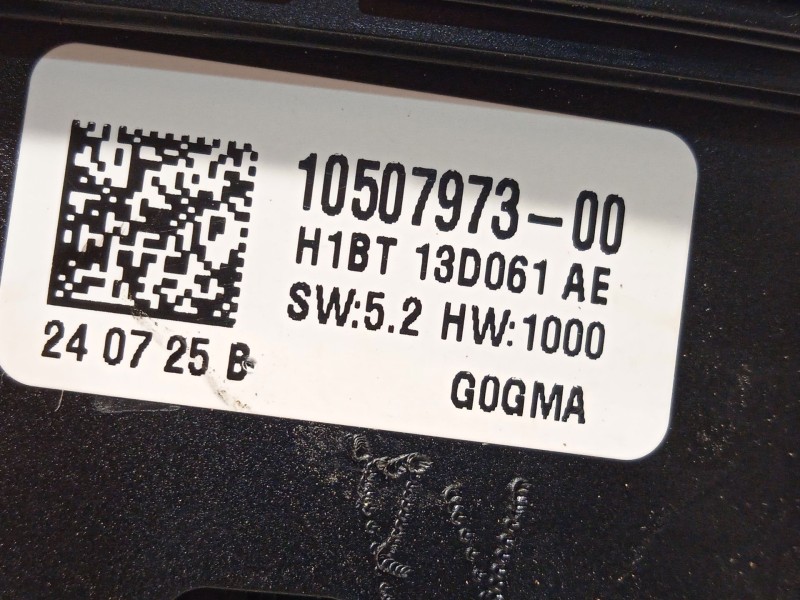 10507973-00
H1BT 13D061 AE
SW:5.2 HW:1000
24 07 25 B
G0GMA